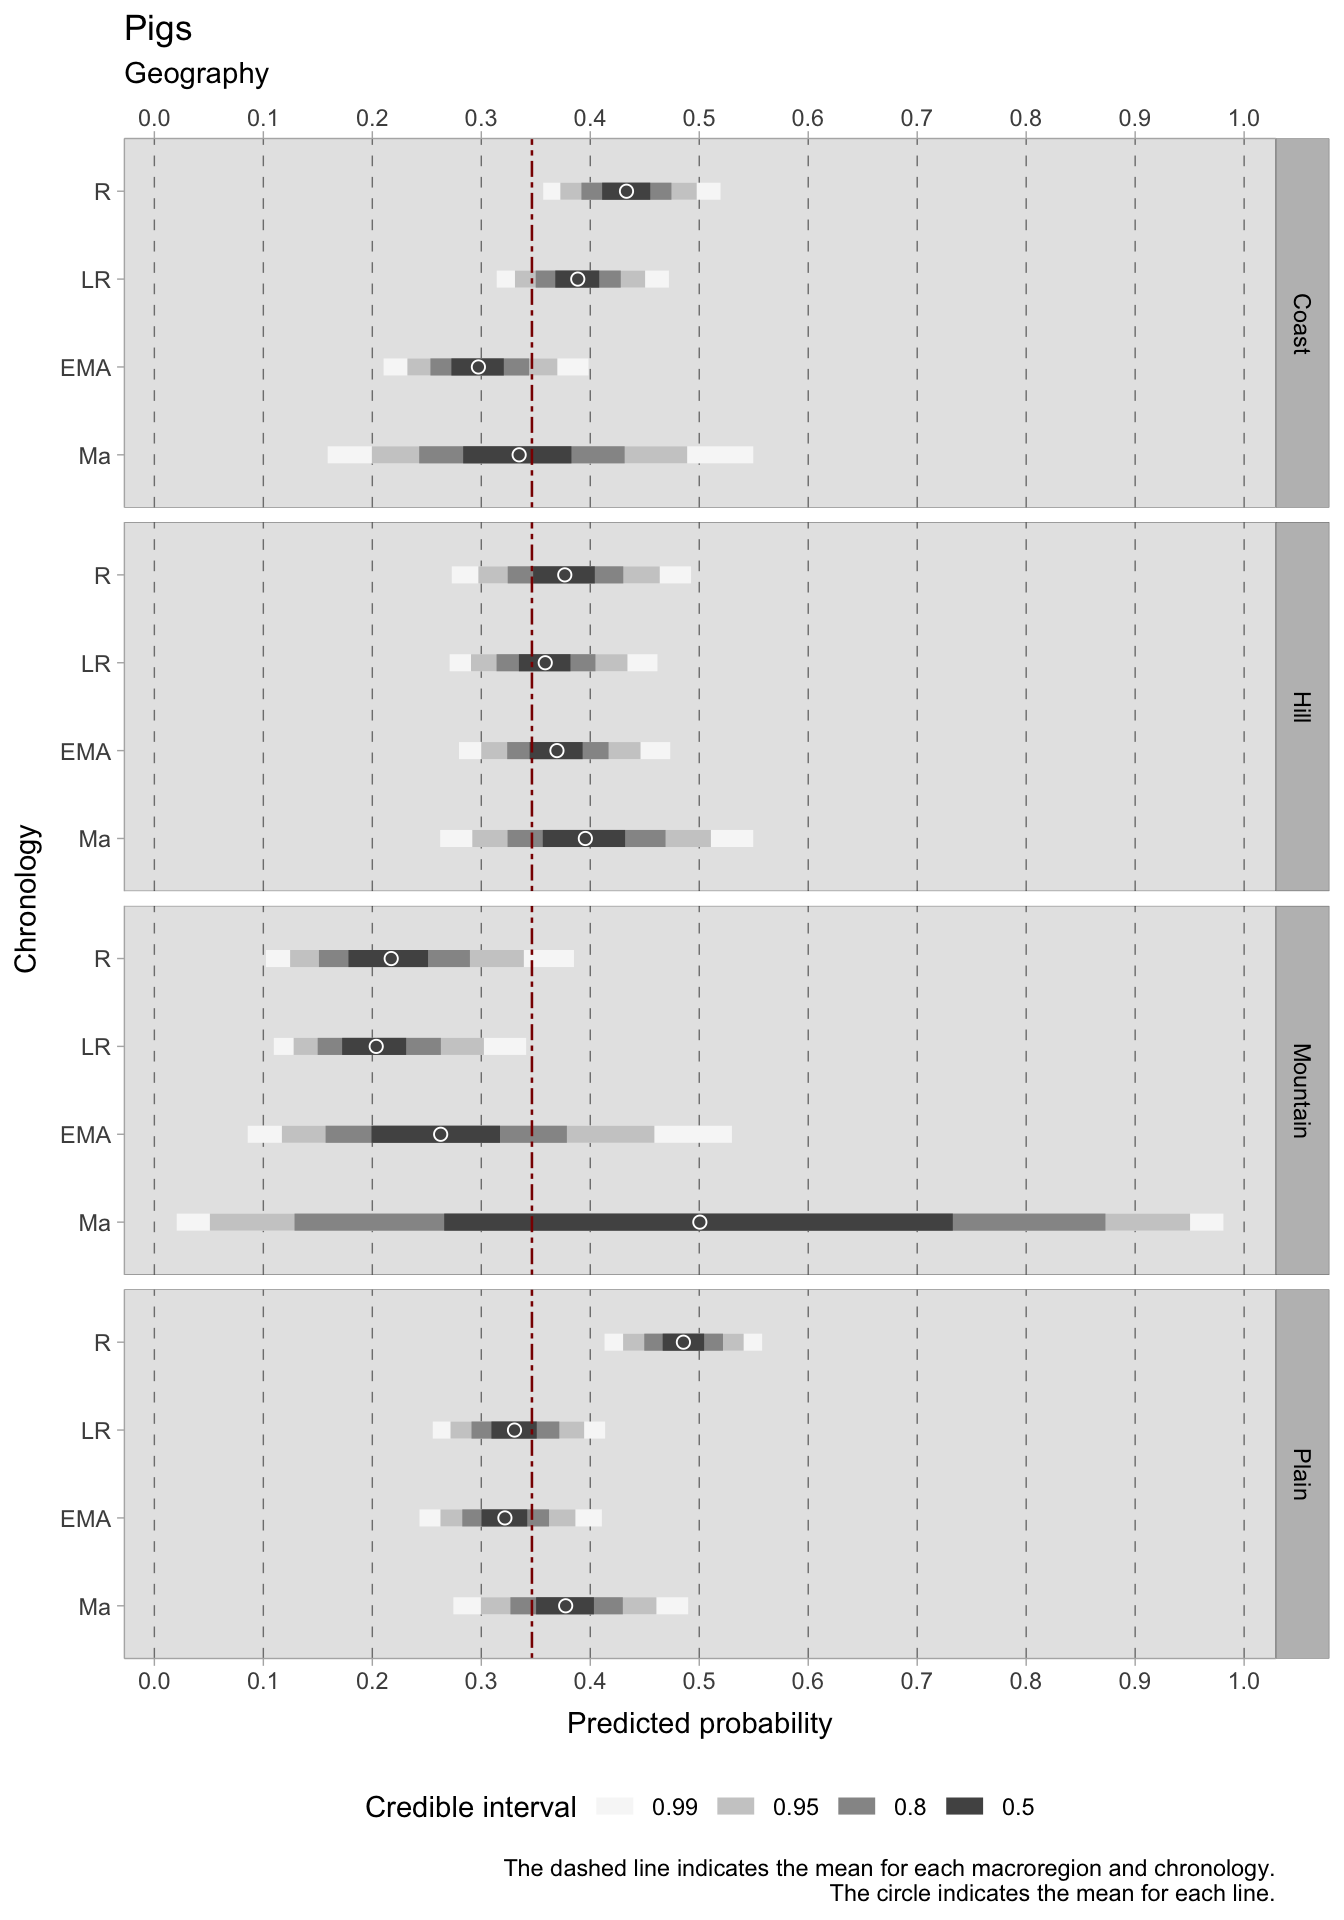 Pigs
Geography
0.0 0.1 0.2 0.3 0.4 0.5 0.6 0.7 0.8 0.9 1.0
R
LR
EMA
Ma
Coast
R
LR
EMA
Ma
Hill
Chronology
R
LR
EMA
Ma
Mountain
R
LR
EMA
Ma
Plain
0.0 0.1 0.2 0.3 0.4 0.5 0.6 0.7 0.8 0.9 1.0
Predicted probability
Credible interval 0.99 0.95 0.8 0.5
The dashed line indicates the mean for each macroregion and chronology.
The circle indicates the mean for each line.